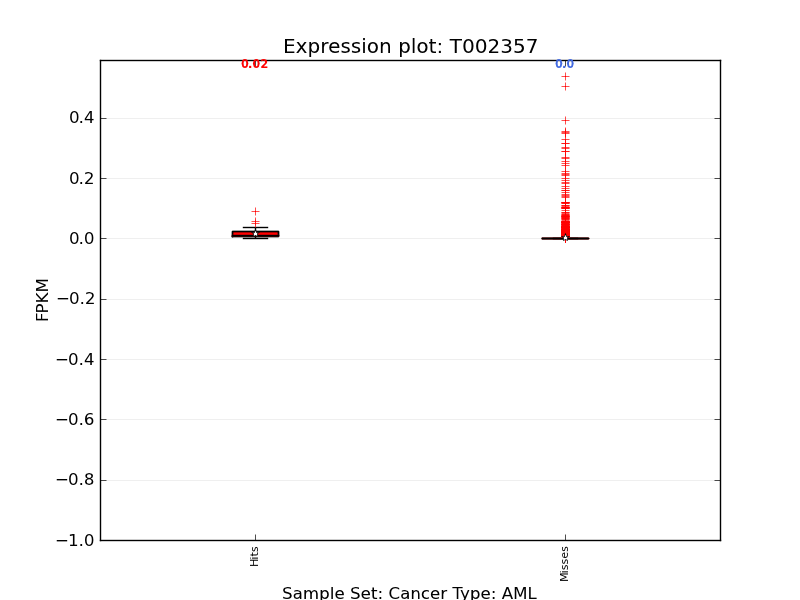 Expression plot: T002357
0.02
0.0
0.4
0.2
0.0
−0.2
−0.4
−0.6
−0.8
−1.0
FPKM
Hits
Misses
Sample Set: Cancer Type: AML